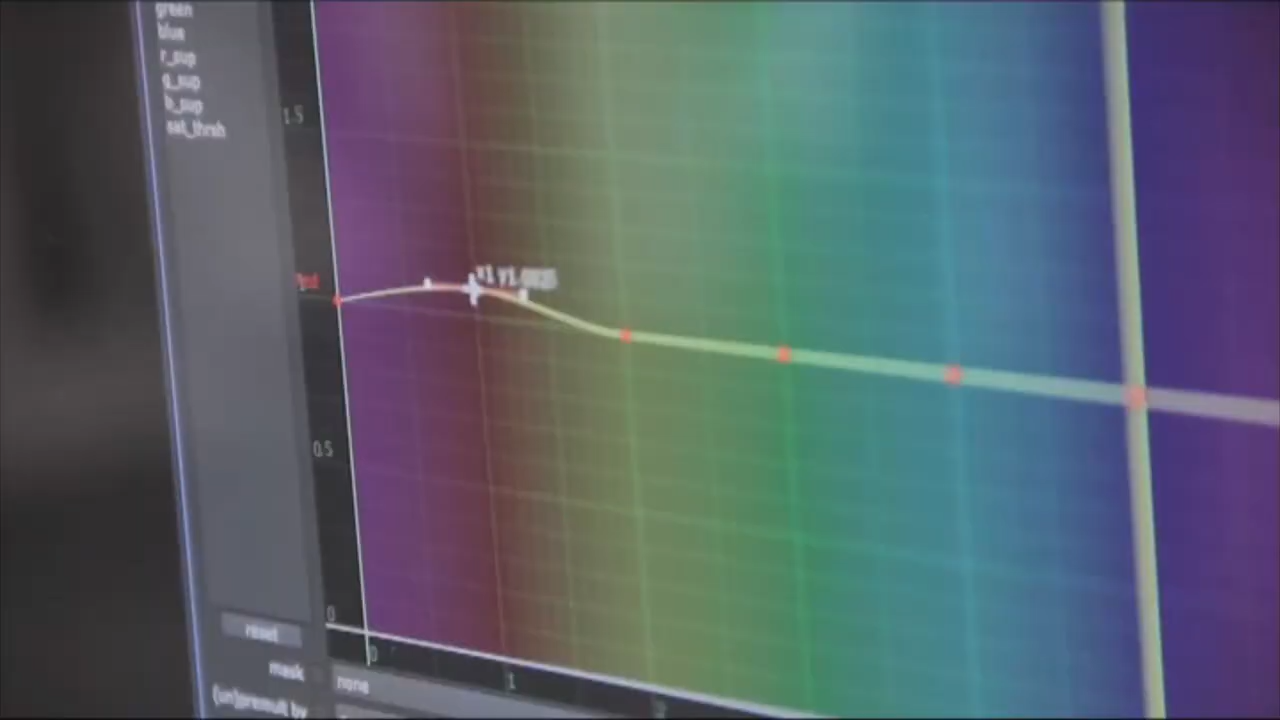 green
blue
r_sup
g_sup
b_sup
sat_thrsh
1.5
0.5
0
reset
0
1
mask
none
2
(un)premult by